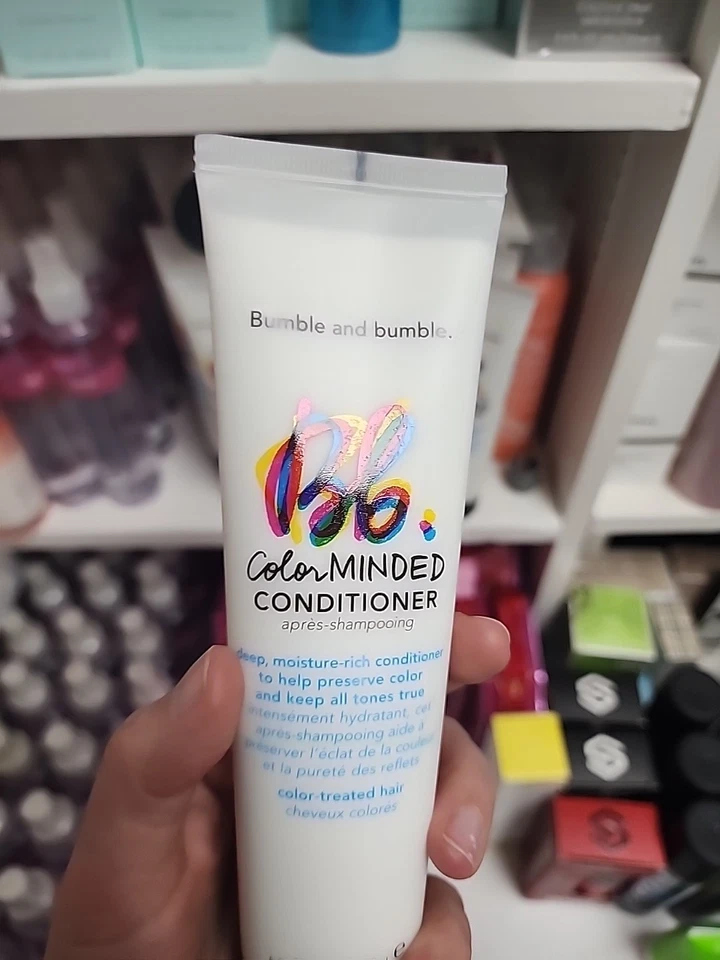 Bumble and bumble.
Bb.
Color MINDED
CONDITIONER
après-shampooing
deep, moisture-rich conditioner
to help preserve color
and keep all tones true
intensément hydratant, cet
après-shampooing aide à
préserver l'éclat de la couleur
et la pureté des reflets
color-treated hair
cheveux colorés